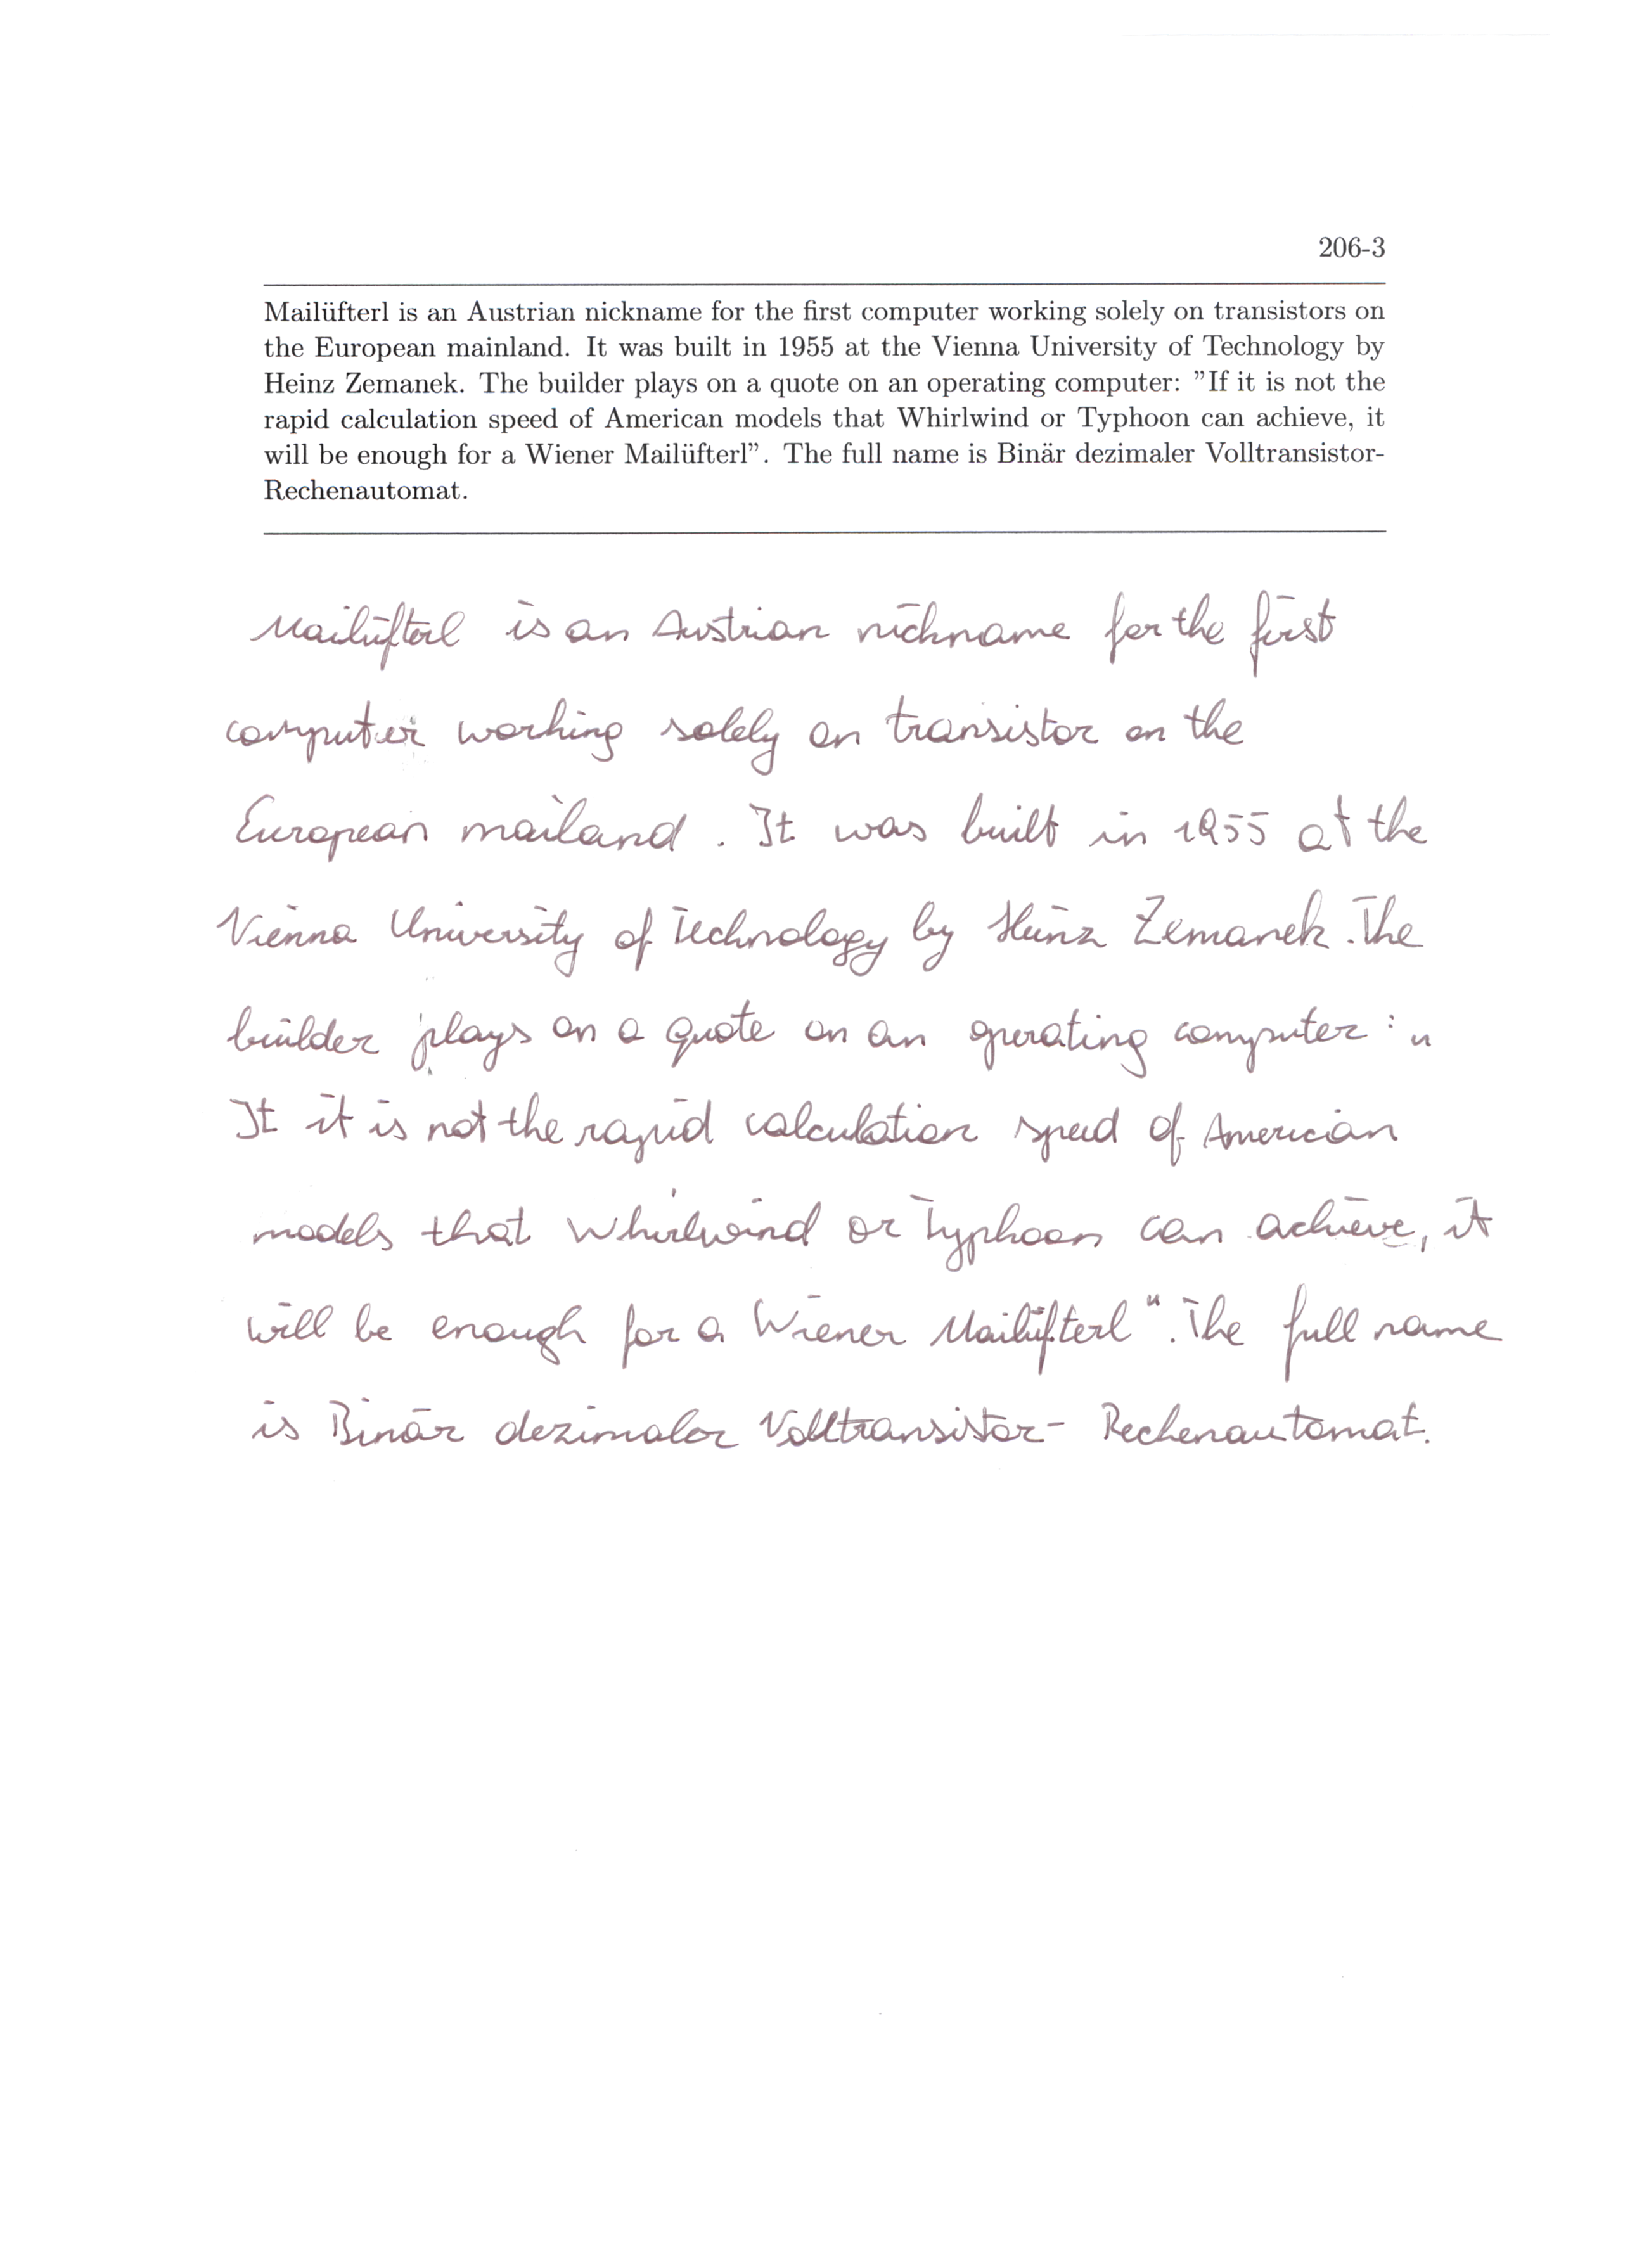 206-3
Mailüfterl is an Austrian nickname for the first computer working solely on transistors on
the European mainland. It was built in 1955 at the Vienna University of Technology by
Heinz Zemanek. The builder plays on a quote on an operating computer: ”If it is not the
rapid calculation speed of American models that Whirlwind or Typhoon can achieve, it
will be enough for a Wiener Mailüfterl”. The full name is Binär dezimaler Volltransistor-
Rechenautomat.
Mailüfterl is an Austrian nickname for the first
computer working solely on transistor on the
European mailand. It was built in 1955 at the
Vienna University of Technology by Heinz Zemanek. The
builder plays on a quote on an operating computer: "
It it is not the rapid calculation speed of American
models that Whirlwind or Typhoon can achieve, it
will be enough for a Wiener Mailüfterl". The full name
is Binär dezimaler Volltransistor- Rechenautomat.